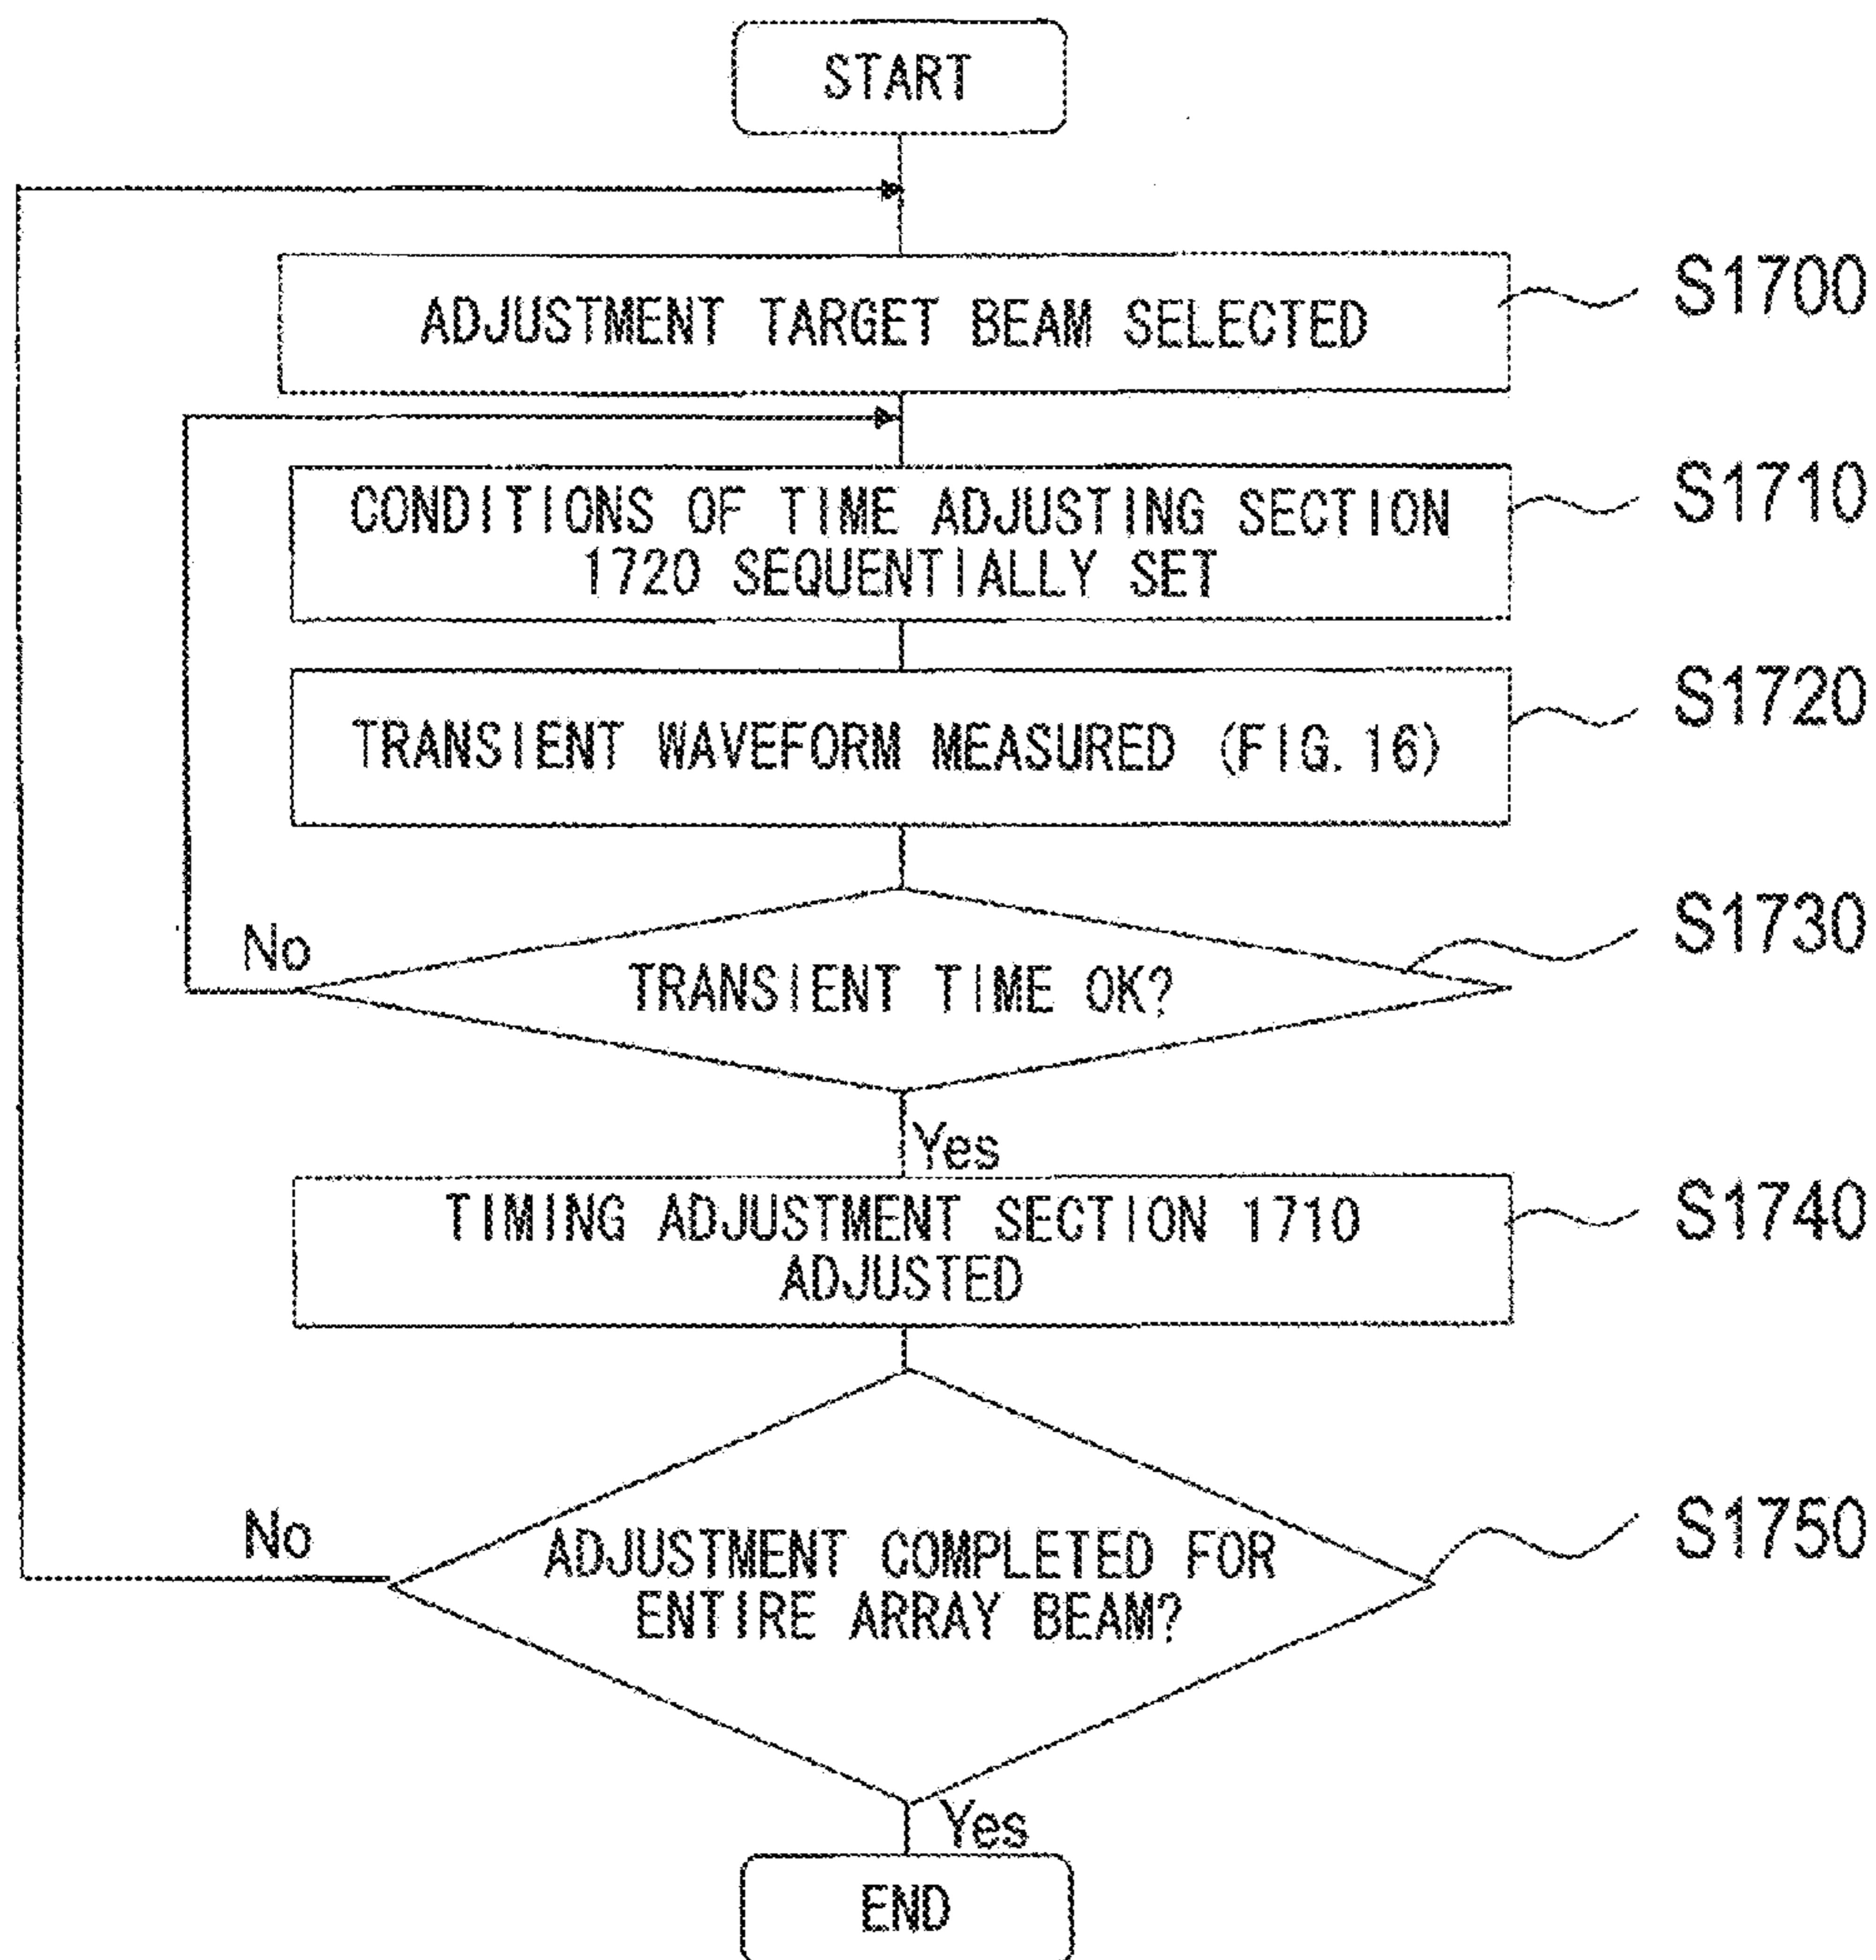 START
ADJUSTMENT TARGET BEAM SELECTED
S1700
CONDITIONS OF TIME ADJUSTING SECTION
1720 SEQUENTIALLY SET
S1710
TRANSIENT WAVEFORM MEASURED (FIG. 16)
S1720
TRANSIENT TIME OK?
S1730
No
Yes
TIMING ADJUSTMENT SECTION 1710
ADJUSTED
S1740
ADJUSTMENT COMPLETED FOR
ENTIRE ARRAY BEAM?
S1750
No
Yes
END